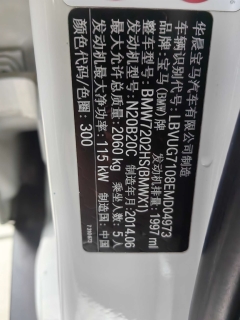 华晨宝马汽车有限公司制造
车辆识别代号: LBVUG7108EMD04973
品牌: 宝马 (BMW) 牌
发动机排量: 1997 ml
整车型号: BMW7202HS(BMWX1)
发动机型号: N20B20C 制造年月: 2014.06
最大允许总质量: 2060 kg 乘坐人数: 5 人
发动机最大净功率: 115 kW 制造国: 中国
颜色代码/色圈: 300